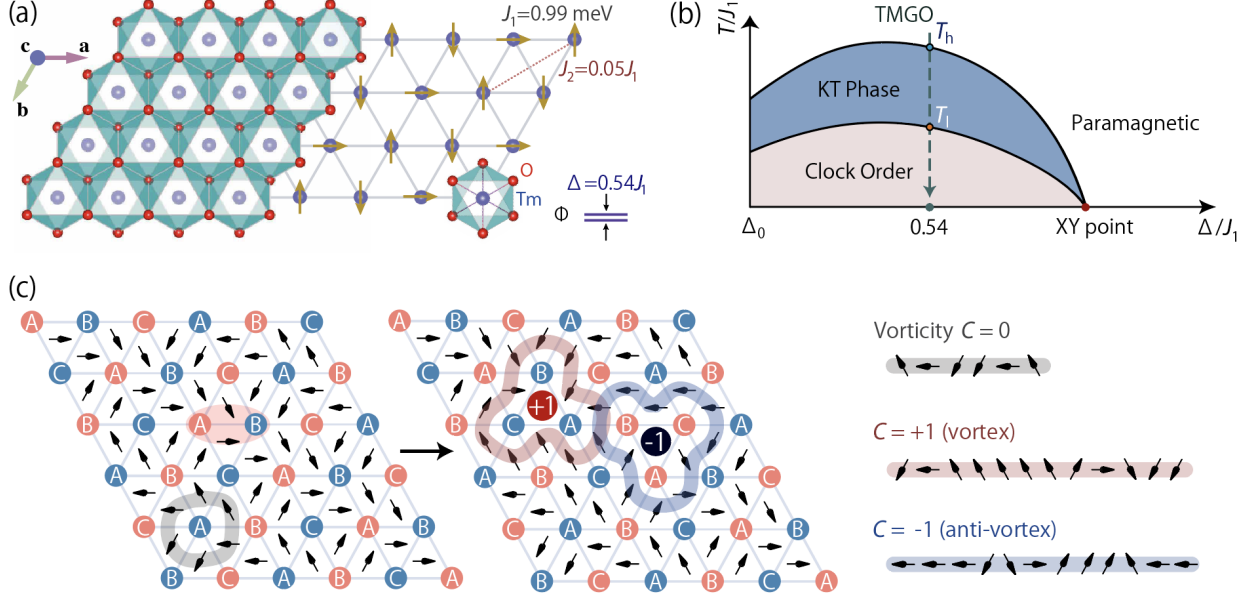 (a)
J₁=0.99 meV
c
a
b
J₂=0.05J₁
O
Tm
Δ=0.54J₁
Φ
(b)
T/J₁
TMGO
Tₕ
KT Phase
Tₗ
Paramagnetic
Clock Order
Δ₀
0.54
XY point
Δ/J₁
(c)
A B C A B C
C A B C A B
B C A B C A
A B C A B C
C A B C A B
B C A B C A
A B C A B C
C A B C A B
B C A B C A
A B C A B C
C A B C A B
B C A B C A
+1
-1
Vorticity C = 0
C = +1 (vortex)
C = -1 (anti-vortex)